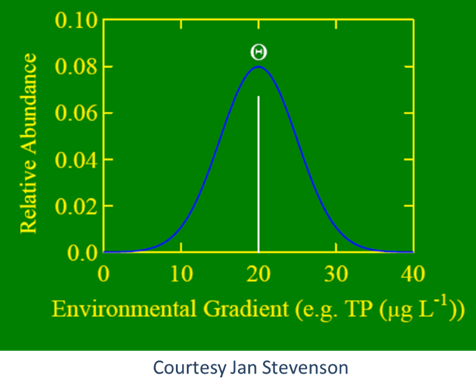 0.10
Θ
0.08
0.06
0.04
0.02
0.0
Relative Abundance
0 10 20 30 40
Environmental Gradient (e.g. TP (μg L⁻¹))
Courtesy Jan Stevenson